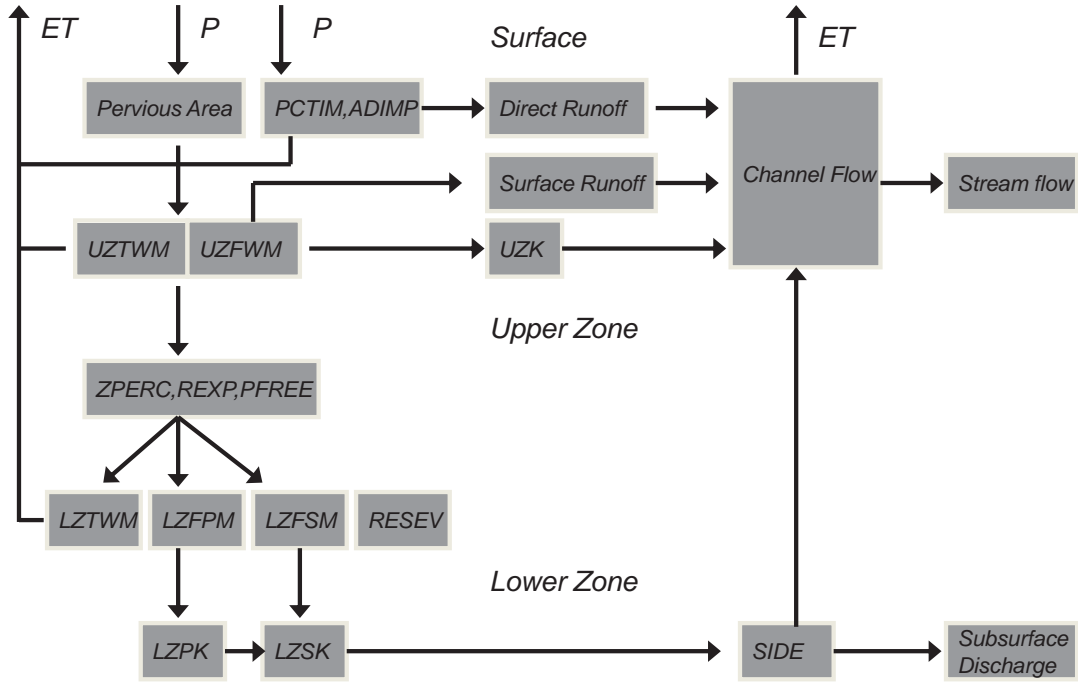 ET
P
P
Surface
ET
Pervious Area
PCTIM,ADIMP
Direct Runoff
Channel Flow
Surface Runoff
Stream flow
UZTWM
UZFWM
UZK
Upper Zone
ZPERC,REXP,PFREE
LZTWM
LZFPM
LZFSM
RESEV
Lower Zone
LZPK
LZSK
SIDE
Subsurface
Discharge